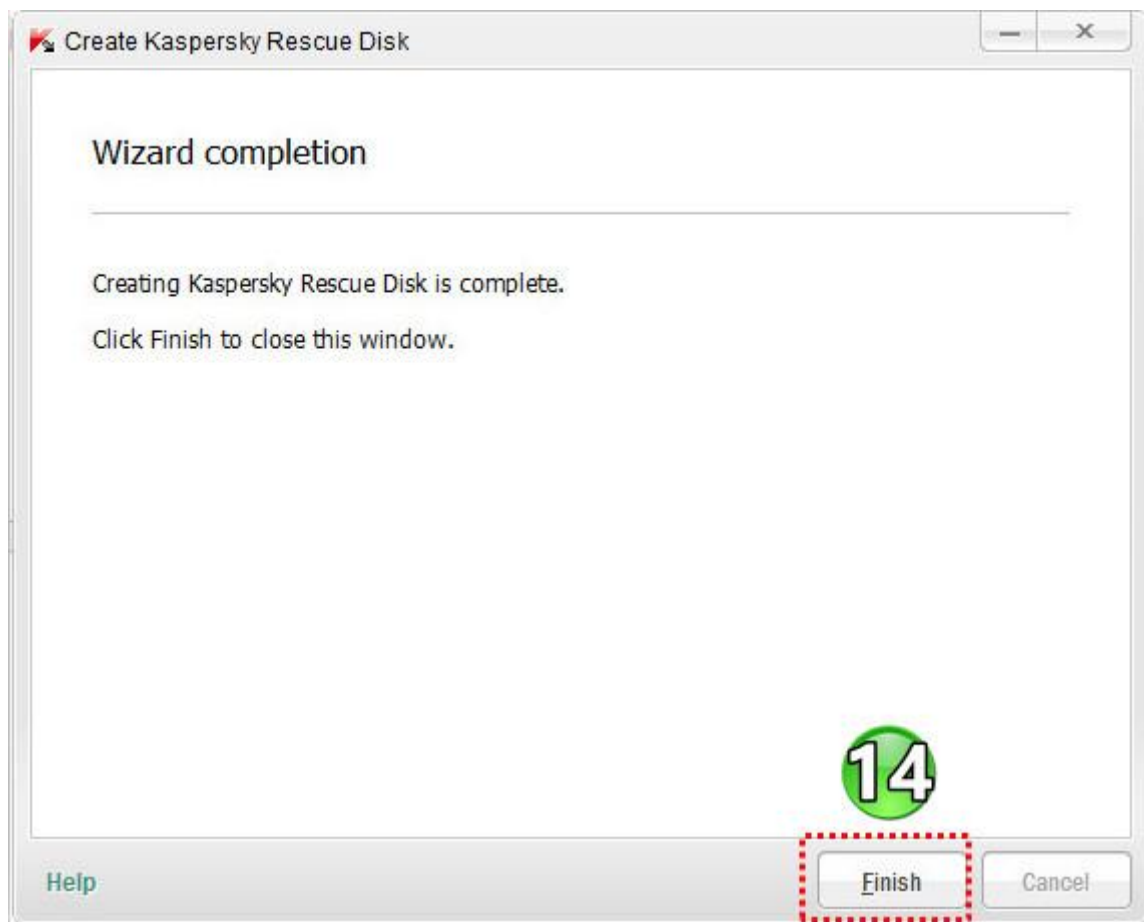 Create Kaspersky Rescue Disk
Wizard completion
Creating Kaspersky Rescue Disk is complete.
Click Finish to close this window.
14
Help
Finish
Cancel